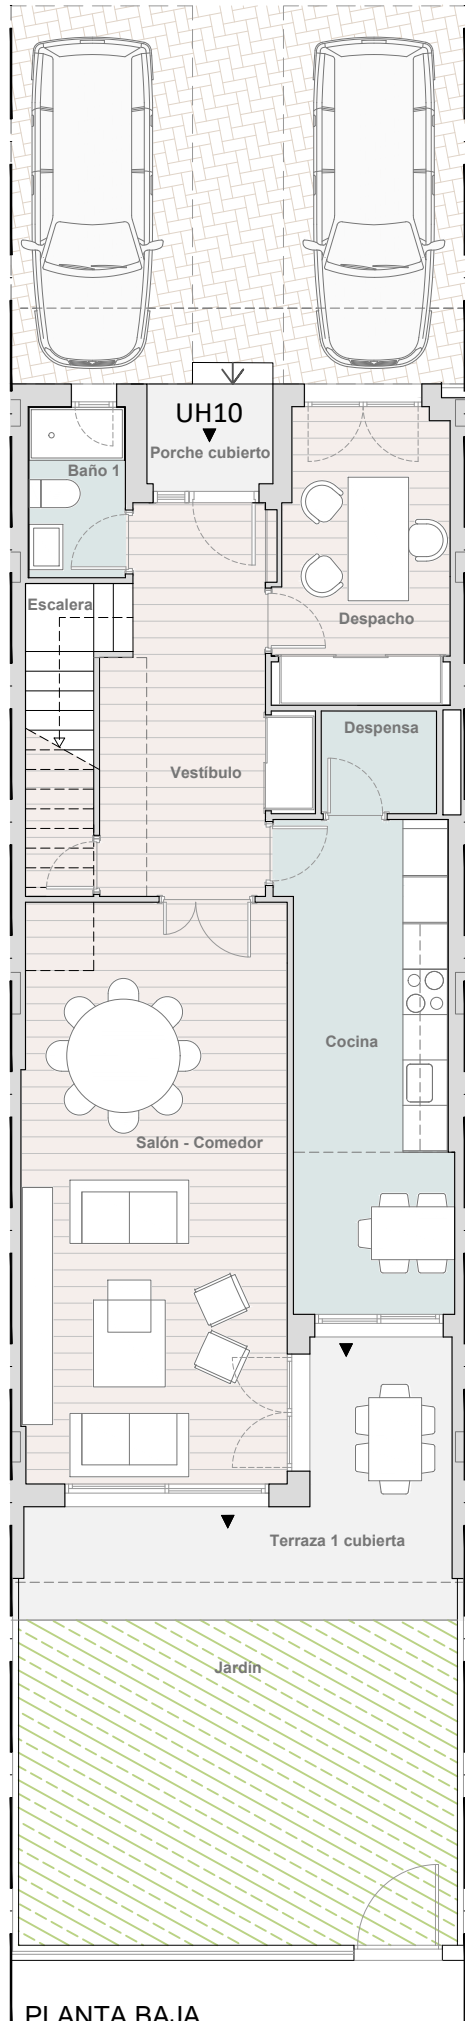 UH10
Porche cubierto
Baño 1
Escalera
Despacho
Despensa
Vestíbulo
Cocina
Salón - Comedor
Terraza 1 cubierta
Jardín
PLANTA BAJA